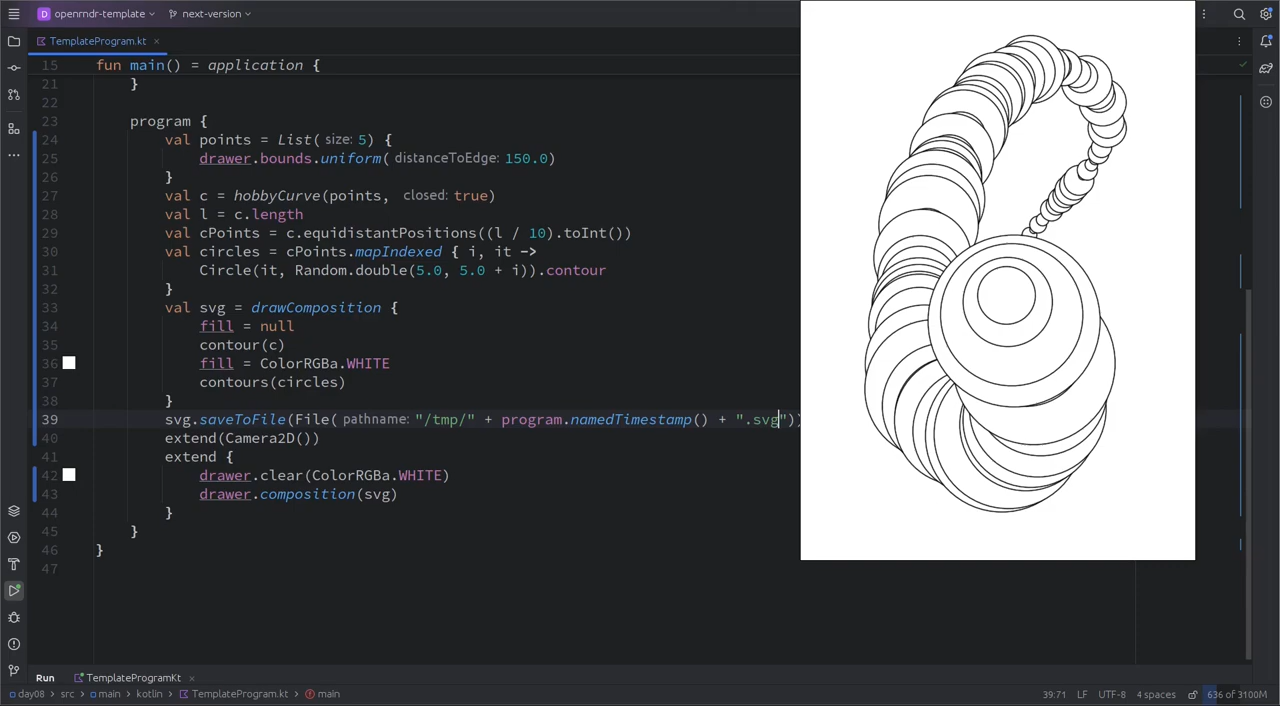 D openrndr-template next-version
TemplateProgram.kt
15 fun main() = application {
21 }
22
23 program {
24 val points = List( size: 5) {
25 drawer.bounds.uniform( distanceToEdge: 150.0)
26 }
27 val c = hobbyCurve(points, closed: true)
28 val l = c.length
29 val cPoints = c.equidistantPositions((l / 10).toInt())
30 val circles = cPoints.mapIndexed { i, it ->
31 Circle(it, Random.double(5.0, 5.0 + i)).contour
32 }
33 val svg = drawComposition {
34 fill = null
35 contour(c)
36 fill = ColorRGBa.WHITE
37 contours(circles)
38 }
39 svg.saveToFile(File( pathname: "/tmp/" + program.namedTimestamp() + ".svg"))
40 extend(Camera2D())
41 extend {
42 drawer.clear(ColorRGBa.WHITE)
43 drawer.composition(svg)
44 }
45 }
46 }
47
Run TemplateProgramKt
day08 > src > main > kotlin > TemplateProgram.kt > main 39:71 LF UTF-8 4 spaces 636 of 3100M